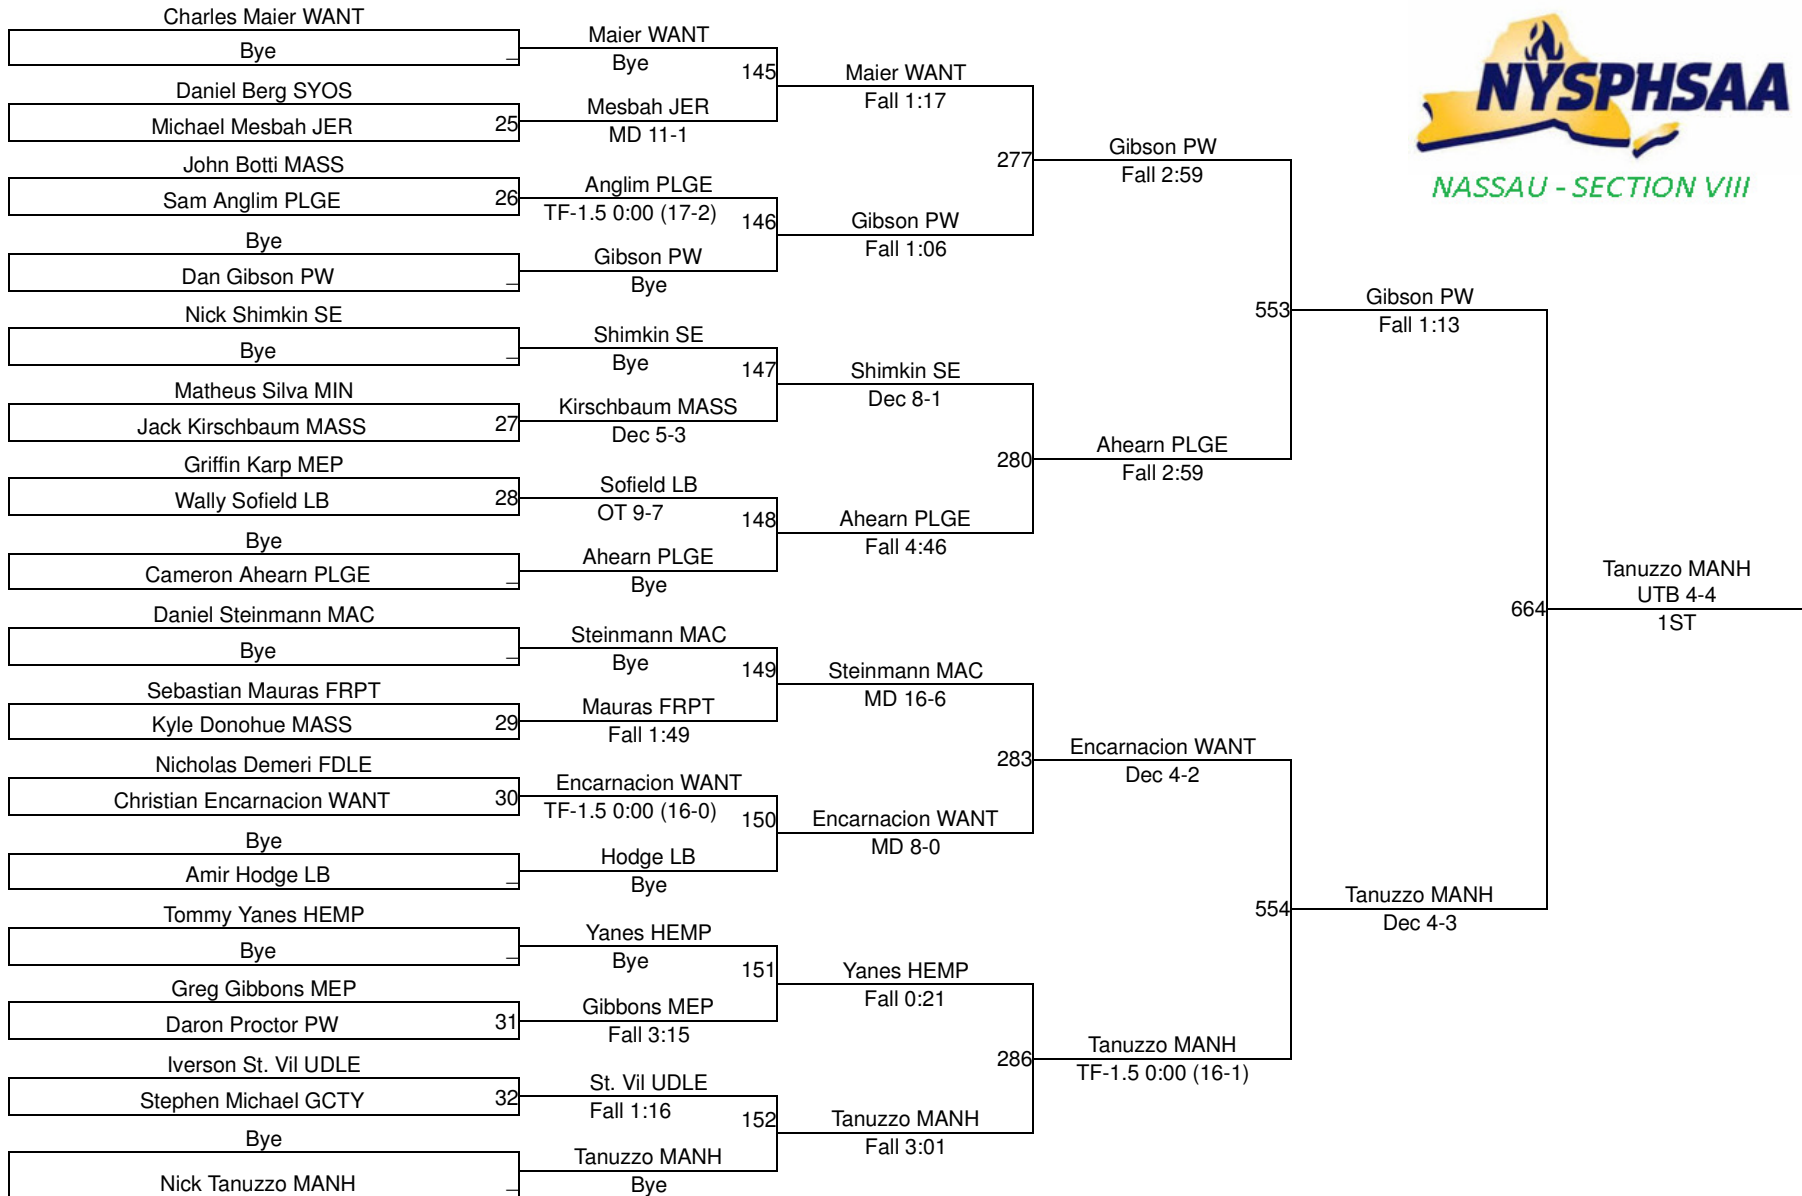 Charles Maier WANT
Bye
_
Daniel Berg SYOS
Michael Mesbah JER
25
John Botti MASS
Sam Anglim PLGE
26
Bye
Dan Gibson PW
_
Nick Shimkin SE
Bye
_
Matheus Silva MIN
Jack Kirschbaum MASS
27
Griffin Karp MEP
Wally Sofield LB
28
Bye
Cameron Ahearn PLGE
_
Daniel Steinmann MAC
Bye
_
Sebastian Mauras FRPT
Kyle Donohue MASS
29
Nicholas Demeri FDLE
Christian Encarnacion WANT
30
Bye
Amir Hodge LB
_
Tommy Yanes HEMP
Bye
_
Greg Gibbons MEP
Daron Proctor PW
31
Iverson St. Vil UDLE
Stephen Michael GCTY
32
Bye
Nick Tanuzzo MANH
_
Maier WANT
Bye
145
Mesbah JER
MD 11-1
Anglim PLGE
TF-1.5 0:00 (17-2)
146
Gibson PW
Bye
Shimkin SE
Bye
147
Kirschbaum MASS
Dec 5-3
Sofield LB
OT 9-7
148
Ahearn PLGE
Bye
Steinmann MAC
Bye
149
Mauras FRPT
Fall 1:49
Encarnacion WANT
TF-1.5 0:00 (16-0)
150
Hodge LB
Bye
Yanes HEMP
Bye
151
Gibbons MEP
Fall 3:15
St. Vil UDLE
Fall 1:16
152
Tanuzzo MANH
Bye
Maier WANT
Fall 1:17
277
Gibson PW
Fall 1:06
Shimkin SE
Dec 8-1
280
Ahearn PLGE
Fall 4:46
Steinmann MAC
MD 16-6
283
Encarnacion WANT
MD 8-0
Yanes HEMP
Fall 0:21
286
Tanuzzo MANH
Fall 3:01
Gibson PW
Fall 2:59
553
Ahearn PLGE
Fall 2:59
Encarnacion WANT
Dec 4-2
554
Tanuzzo MANH
TF-1.5 0:00 (16-1)
Gibson PW
Fall 1:13
664
Tanuzzo MANH
Dec 4-3
Tanuzzo MANH
UTB 4-4
1ST
NYSPHSAA
NASSAU - SECTION VIII